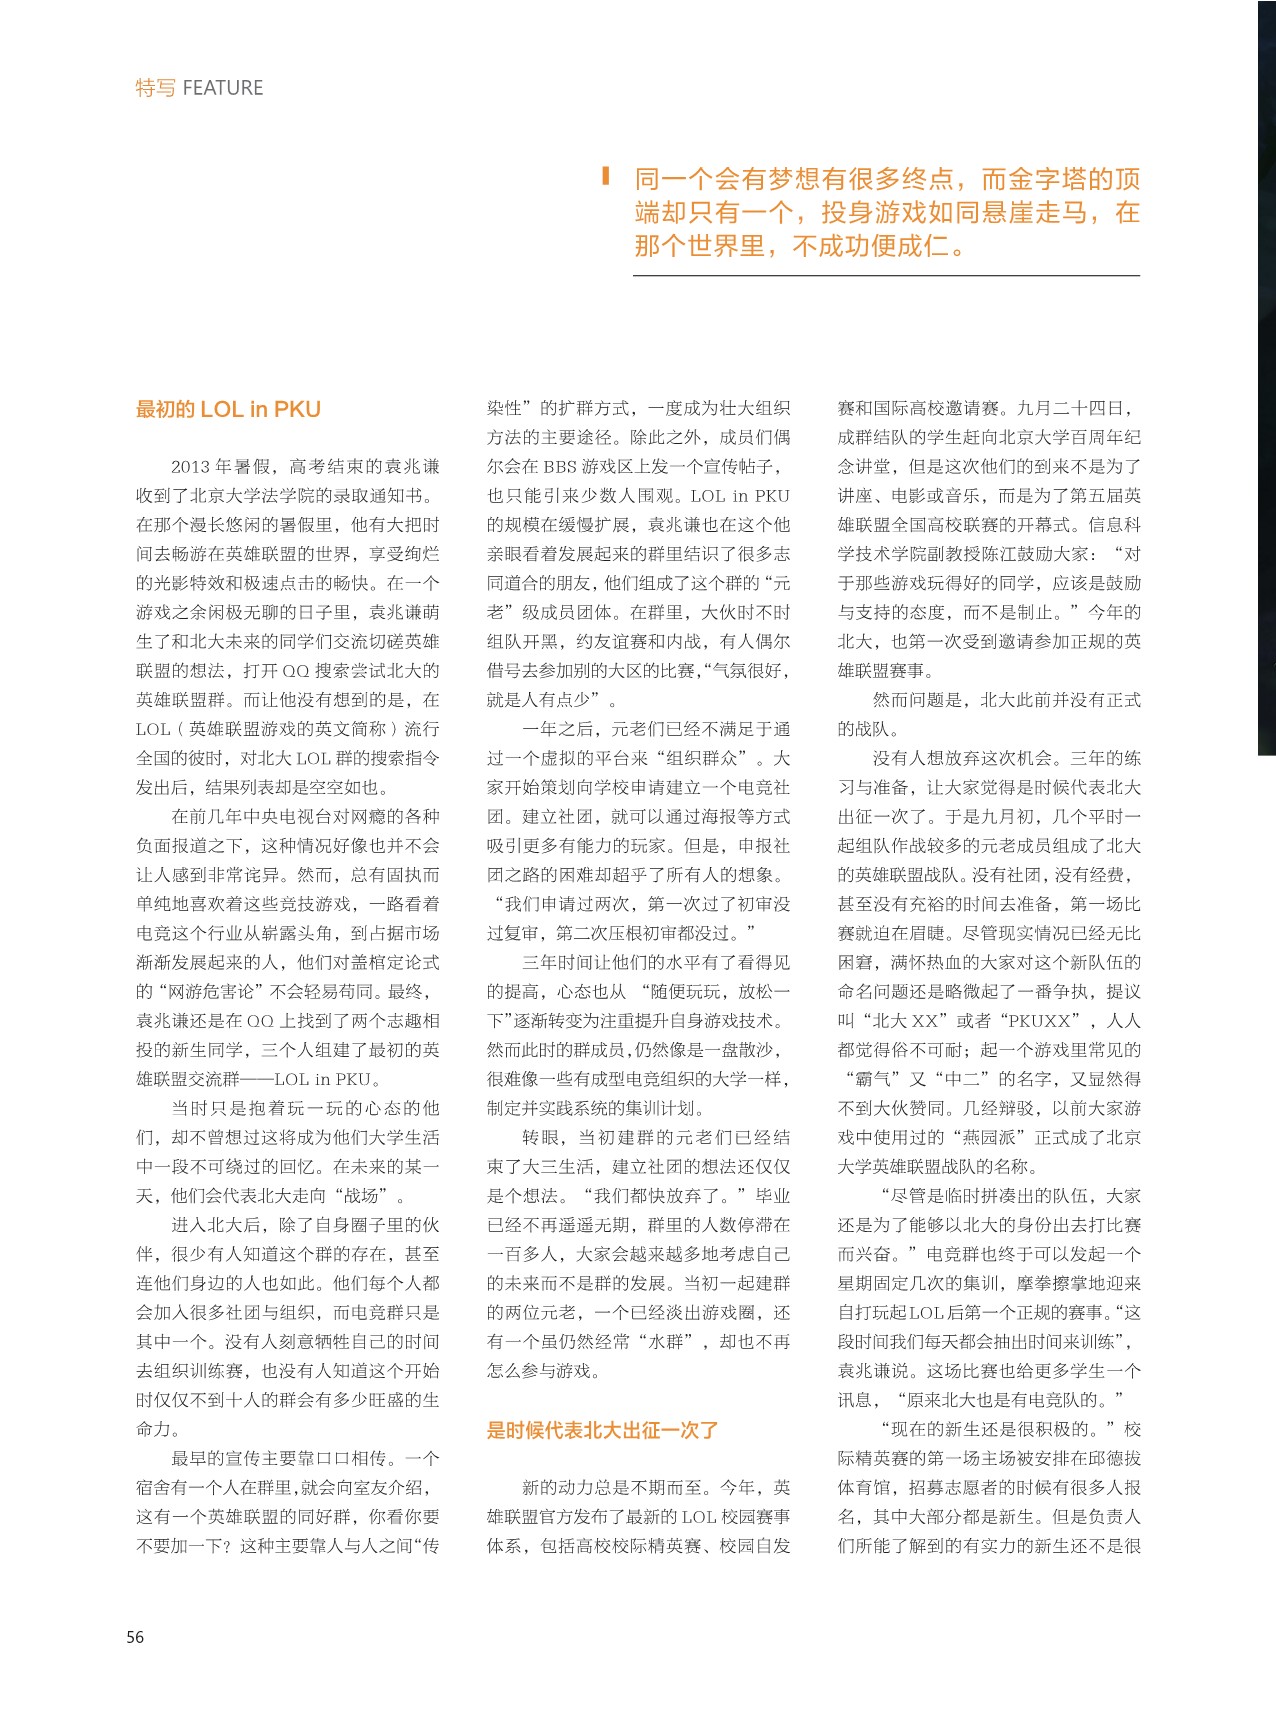 特写 FEATURE
同一个会有梦想有很多终点，而金字塔的顶
端却只有一个，投身游戏如同悬崖走马，在
那个世界里，不成功便成仁。
最初的 LOL in PKU
2013 年暑假，高考结束的袁兆谦
收到了北京大学法学院的录取通知书。
在那个漫长悠闲的暑假里，他有大把时
间去畅游在英雄联盟的世界，享受绚烂
的光影特效和极速点击的畅快。在一个
游戏之余闲极无聊的日子里，袁兆谦萌
生了和北大未来的同学们交流切磋英雄
联盟的想法，打开 QQ 搜索尝试北大的
英雄联盟群。而让他没有想到的是，在
LOL（英雄联盟游戏的英文简称）流行
全国的彼时，对北大 LOL 群的搜索指令
发出后，结果列表却是空空如也。
在前几年中央电视台对网瘾的各种
负面报道之下，这种情况好像也并不会
让人感到非常诧异。然而，总有固执而
单纯地喜欢着这些竞技游戏，一路看着
电竞这个行业从崭露头角，到占据市场
渐渐发展起来的人，他们对盖棺定论式
的“网游危害论”不会轻易苟同。最终，
袁兆谦还是在 QQ 上找到了两个志趣相
投的新生同学，三个人组建了最初的英
雄联盟交流群——LOL in PKU。
当时只是抱着玩一玩的心态的他
们，却不曾想过这将成为他们大学生活
中一段不可绕过的回忆。在未来的某一
天，他们会代表北大走向“战场”。
进入北大后，除了自身圈子里的伙
伴，很少有人知道这个群的存在，甚至
连他们身边的人也如此。他们每个人都
会加入很多社团与组织，而电竞群只是
其中一个。没有人刻意牺牲自己的时间
去组织训练赛，也没有人知道这个开始
时仅仅不到十人的群会有多少旺盛的生
命力。
最早的宣传主要靠口口相传。一个
宿舍有一个人在群里，就会向室友介绍，
这有一个英雄联盟的同好群，你看你要
不要加一下？这种主要靠人与人之间“传
染性”的扩群方式，一度成为壮大组织
方法的主要途径。除此之外，成员们偶
尔会在 BBS 游戏区上发一个宣传帖子，
也只能引来少数人围观。LOL in PKU
的规模在缓慢扩展，袁兆谦也在这个他
亲眼看着发展起来的群里结识了很多志
同道合的朋友，他们组成了这个群的“元
老”级成员团体。在群里，大伙时不时
组队开黑，约友谊赛和内战，有人偶尔
借号去参加别的大区的比赛，“气氛很好，
就是人有点少”。
一年之后，元老们已经不满足于通
过一个虚拟的平台来“组织群众”。大
家开始策划向学校申请建立一个电竞社
团。建立社团，就可以通过海报等方式
吸引更多有能力的玩家。但是，申报社
团之路的困难却超乎了所有人的想象。
“我们申请过两次，第一次过了初审没
过复审，第二次压根初审都没过。”
三年时间让他们的水平有了看得见
的提高，心态也从 “随便玩玩，放松一
下”逐渐转变为注重提升自身游戏技术。
然而此时的群成员，仍然像是一盘散沙，
很难像一些有成型电竞组织的大学一样，
制定并实践系统的集训计划。
转眼，当初建群的元老们已经结
束了大三生活，建立社团的想法还仅仅
是个想法。“我们都快放弃了。”毕业
已经不再遥遥无期，群里的人数停滞在
一百多人，大家会越来越多地考虑自己
的未来而不是群的发展。当初一起建群
的两位元老，一个已经淡出游戏圈，还
有一个虽仍然经常“水群”，却也不再
怎么参与游戏。
是时候代表北大出征一次了
新的动力总是不期而至。今年，英
雄联盟官方发布了最新的 LOL 校园赛事
体系，包括高校校际精英赛、校园自发
赛和国际高校邀请赛。九月二十四日，
成群结队的学生赶向北京大学百周年纪
念讲堂，但是这次他们的到来不是为了
讲座、电影或音乐，而是为了第五届英
雄联盟全国高校联赛的开幕式。信息科
学技术学院副教授陈江鼓励大家：“对
于那些游戏玩得好的同学，应该是鼓励
与支持的态度，而不是制止。”今年的
北大，也第一次受到邀请参加正规的英
雄联盟赛事。
然而问题是，北大此前并没有正式
的战队。
没有人想放弃这次机会。三年的练
习与准备，让大家觉得是时候代表北大
出征一次了。于是九月初，几个平时一
起组队作战较多的元老成员组成了北大
的英雄联盟战队。没有社团，没有经费，
甚至没有充裕的时间去准备，第一场比
赛就迫在眉睫。尽管现实情况已经无比
困窘，满怀热血的大家对这个新队伍的
命名问题还是略微起了一番争执，提议
叫“北大 XX”或者“PKUXX”，人人
都觉得俗不可耐；起一个游戏里常见的
“霸气”又“中二”的名字，又显然得
不到大伙赞同。几经辩驳，以前大家游
戏中使用过的“燕园派”正式成了北京
大学英雄联盟战队的名称。
“尽管是临时拼凑出的队伍，大家
还是为了能够以北大的身份出去打比赛
而兴奋。”电竞群也终于可以发起一个
星期固定几次的集训，摩拳擦掌地迎来
自打玩起LOL后第一个正规的赛事。“这
段时间我们每天都会抽出时间来训练”，
袁兆谦说。这场比赛也给更多学生一个
讯息，“原来北大也是有电竞队的。”
“现在的新生还是很积极的。”校
际精英赛的第一场主场被安排在邱德拔
体育馆，招募志愿者的时候有很多人报
名，其中大部分都是新生。但是负责人
们所能了解到的有实力的新生还不是很
56